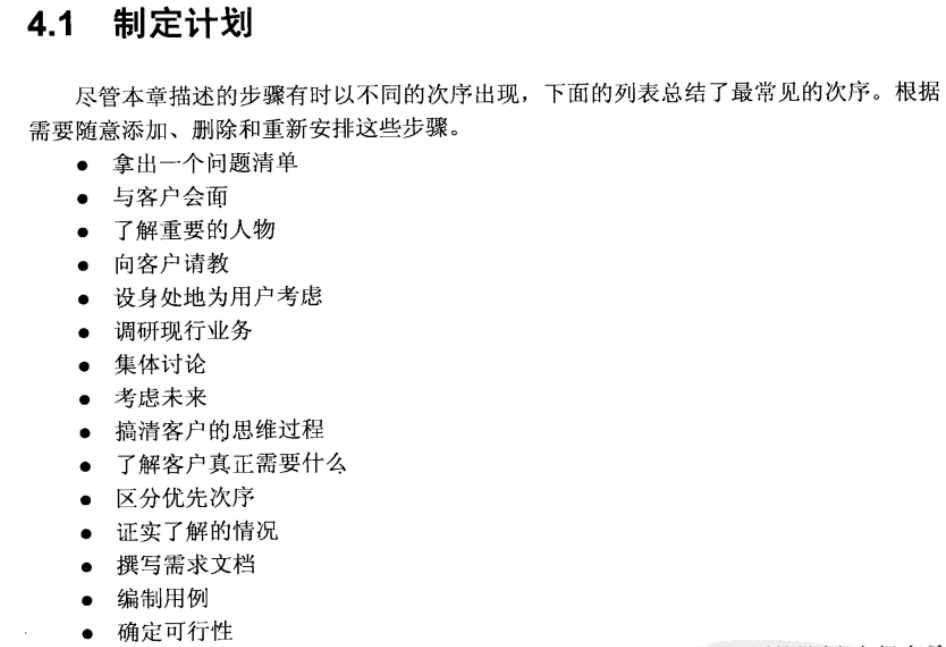 4.1 制定计划
尽管本章描述的步骤有时以不同的次序出现，下面的列表总结了最常见的次序。根据
需要随意添加、删除和重新安排这些步骤。
● 拿出一个问题清单
● 与客户会面
● 了解重要的人物
● 向客户请教
● 设身处地为用户考虑
● 调研现行业务
● 集体讨论
● 考虑未来
● 搞清客户的思维过程
● 了解客户真正需要什么
● 区分优先次序
● 证实了解的情况
● 撰写需求文档
● 编制用例
● 确定可行性